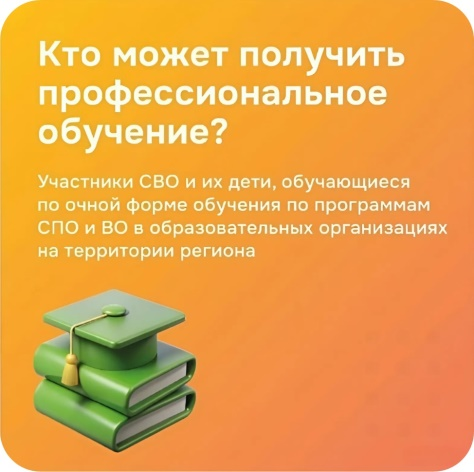 Кто может получить
профессиональное
обучение?
Участники СВО и их дети, обучающиеся
по очной форме обучения по программам
СПО и ВО в образовательных организациях
на территории региона